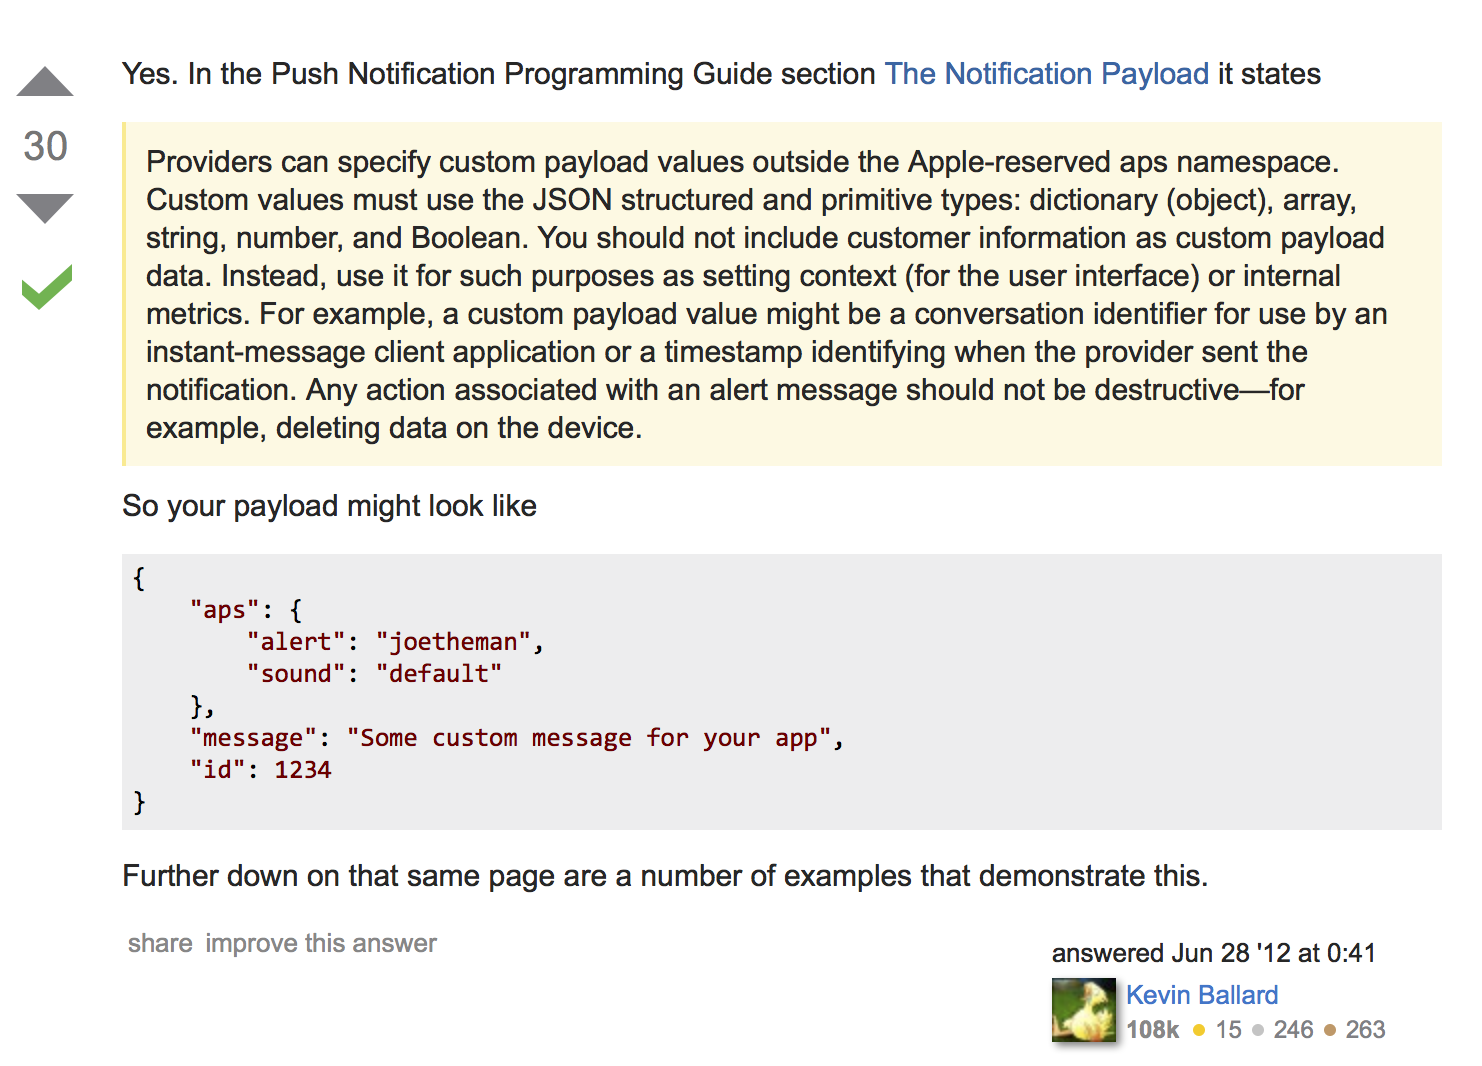 Yes. In the Push Notification Programming Guide section The Notification Payload it states
30
Providers can specify custom payload values outside the Apple-reserved aps namespace.
Custom values must use the JSON structured and primitive types: dictionary (object), array,
string, number, and Boolean. You should not include customer information as custom payload
data. Instead, use it for such purposes as setting context (for the user interface) or internal
metrics. For example, a custom payload value might be a conversation identifier for use by an
instant-message client application or a timestamp identifying when the provider sent the
notification. Any action associated with an alert message should not be destructive—for
example, deleting data on the device.
So your payload might look like
{
    "aps": {
        "alert": "joetheman",
        "sound": "default"
    },
    "message": "Some custom message for your app",
    "id": 1234
}
Further down on that same page are a number of examples that demonstrate this.
share improve this answer
answered Jun 28 '12 at 0:41
Kevin Ballard
108k ● 15 ● 246 ● 263